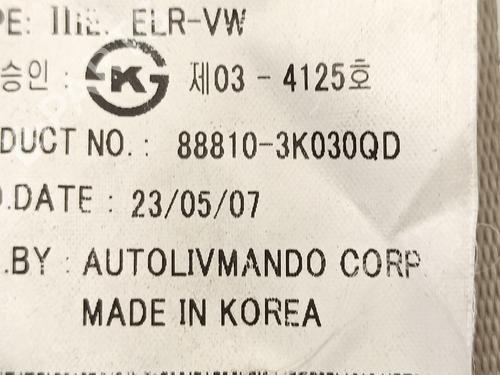 PE: ELR-VW
승인 : K 제03 - 4125호
DUCT NO. : 88810-3K030QD
D.DATE : 23/05/07
.BY : AUTOLIVMANDO CORP
MADE IN KOREA